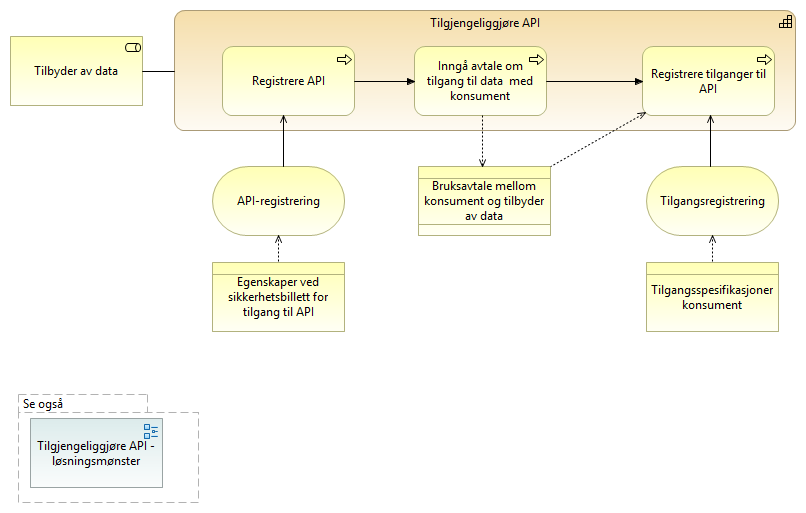 Tilgjengeliggjøre API
Tilbyder av data
Registrere API
Inngå avtale om
tilgang til data med
konsument
Registrere tilganger til
API
API-registrering
Bruksavtale mellom
konsument og tilbyder
av data
Tilgangsregistrering
Egenskaper ved
sikkerhetsbillett for
tilgang til API
Tilgangsspesifikasjoner
konsument
Se også
Tilgjengeliggjøre API -
løsningsmønster